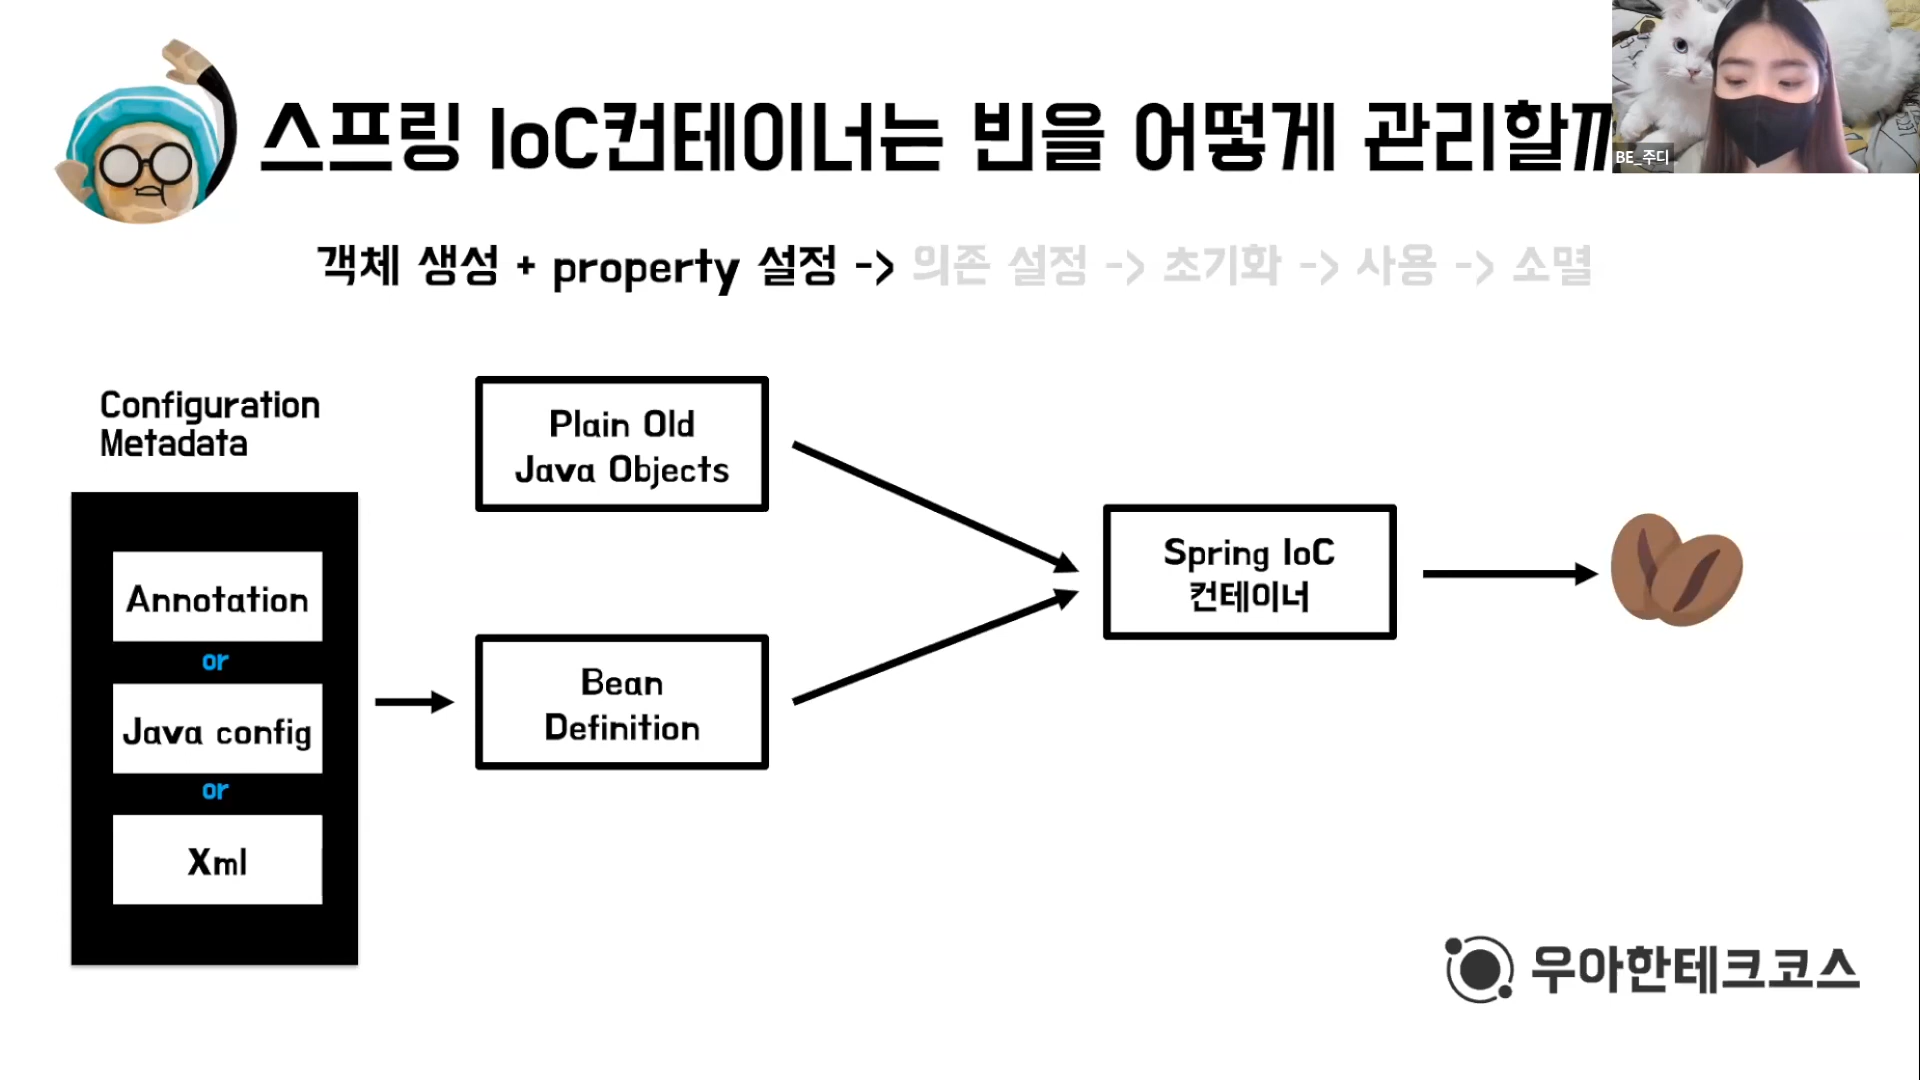 스프링 IoC컨테이너는 빈을 어떻게 관리할까
BE_주디
객체 생성 + property 설정 -> 의존 설정 -> 초기화 -> 사용 -> 소멸
Configuration
Metadata
Annotation
or
Java config
or
Xml
Plain Old
Java Objects
Bean
Definition
Spring IoC
컨테이너
우아한테크코스